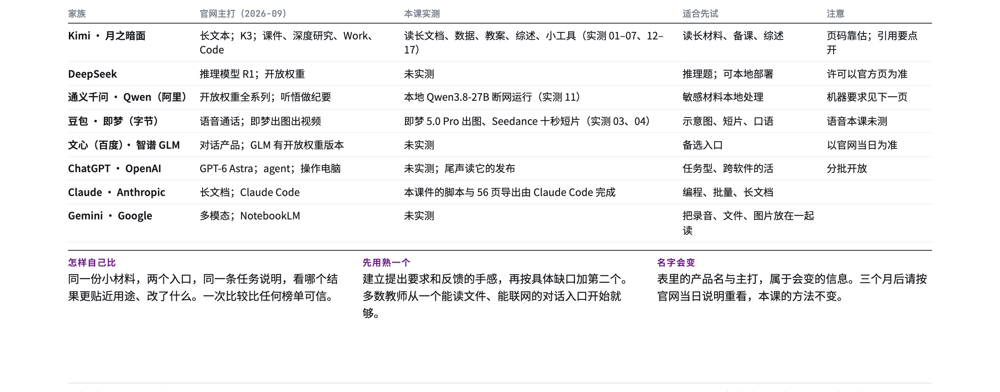 家族 官网主打（2026-09） 本课实测 适合先试 注意
Kimi · 月之暗面 长文本；K3；课件、深度研究、Work、 读长文档、数据、教案、综述、小工具（实测 01–07、12– 读长材料、备课、综述 页码靠估；引用要点
Code 17） 开
DeepSeek 推理模型 R1；开放权重 未实测 推理题；可本地部署 许可以官方页为准
通义千问 · Qwen（阿里） 开放权重全系列；听悟做纪要 本地 Qwen3.8-27B 断网运行（实测 11） 敏感材料本地处理 机器要求见下一页
豆包 · 即梦（字节） 语音通话；即梦出图出视频 即梦 5.0 Pro 出图、Seedance 十秒短片（实测 03、04） 示意图、短片、口语 语音本课未测
文心（百度）· 智谱 GLM 对话产品；GLM 有开放权重版本 未实测 备选入口 以官网当日为准
ChatGPT · OpenAI GPT-6 Astra；agent；操作电脑 未实测；尾声读它的发布 任务型、跨软件的活 分批开放
Claude · Anthropic 长文档；Claude Code 本课件的脚本与 56 页导出由 Claude Code 完成 编程、批量、长文档
Gemini · Google 多模态；NotebookLM 未实测 把录音、文件、图片放在一起
读
怎样自己比
同一份小材料，两个入口，同一条任务说明，看哪个结
果更贴近用途、改了什么。一次比较比任何榜单可信。
先用熟一个
建立提出要求和反馈的手感，再按具体缺口加第二个。
多数教师从一个能读文件、能联网的对话入口开始就
够。
名字会变
表里的产品名与主打，属于会变的信息。三个月后请按
官网当日说明重看，本课的方法不变。